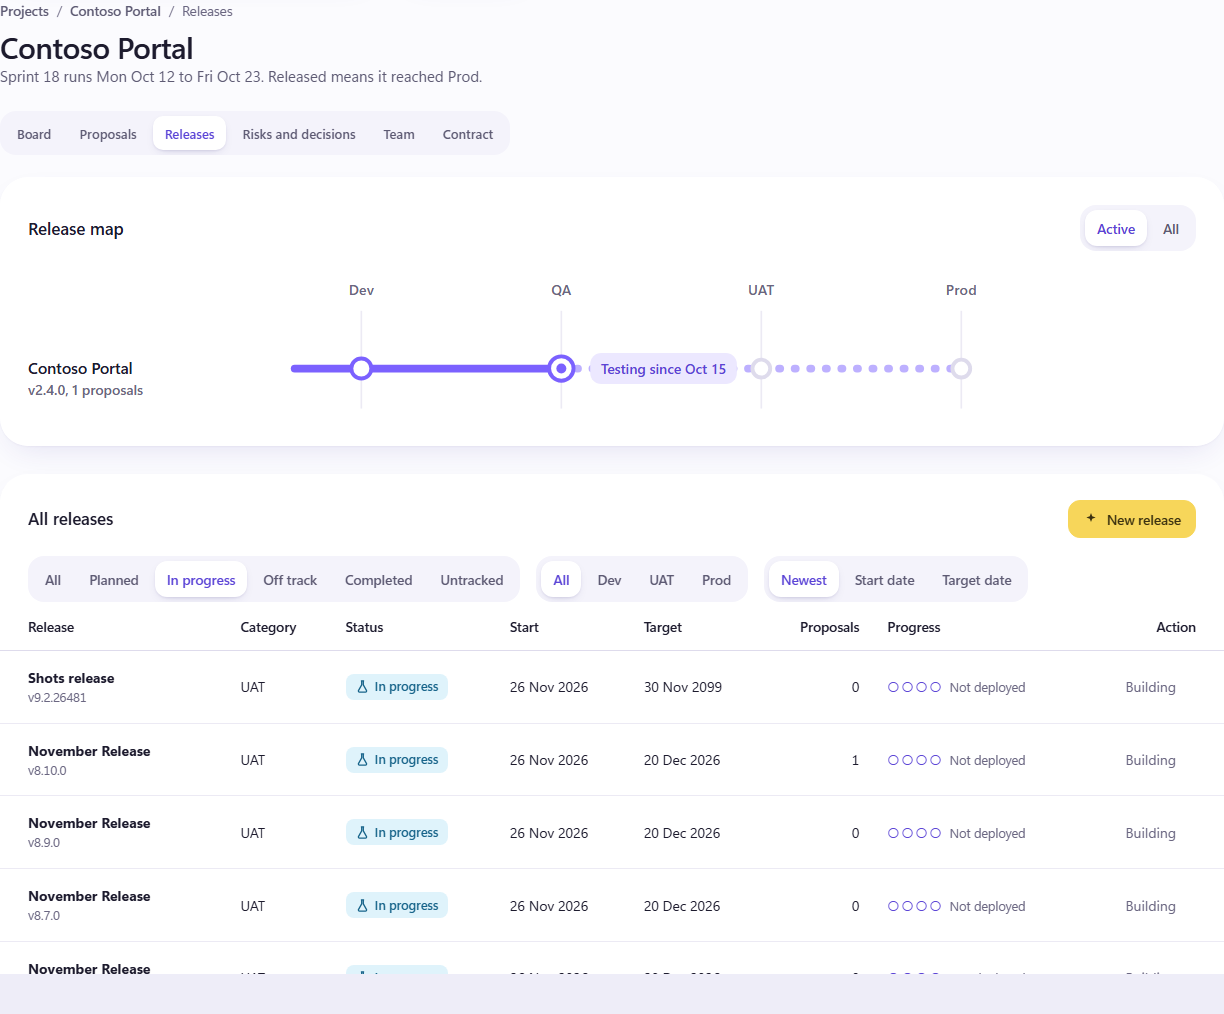 Projects / Contoso Portal / Releases
Contoso Portal
Sprint 18 runs Mon Oct 12 to Fri Oct 23. Released means it reached Prod.
Board Proposals Releases Risks and decisions Team Contract
Release map
Active All
Dev QA UAT Prod
Contoso Portal
v2.4.0, 1 proposals
Testing since Oct 15
All releases
New release
All Planned In progress Off track Completed Untracked All Dev UAT Prod Newest Start date Target date
Release Category Status Start Target Proposals Progress Action
Shots release
v9.2.26481
UAT In progress 26 Nov 2026 30 Nov 2099 0 Not deployed Building
November Release
v8.10.0
UAT In progress 26 Nov 2026 20 Dec 2026 1 Not deployed Building
November Release
v8.9.0
UAT In progress 26 Nov 2026 20 Dec 2026 0 Not deployed Building
November Release
v8.7.0
UAT In progress 26 Nov 2026 20 Dec 2026 0 Not deployed Building
November Release